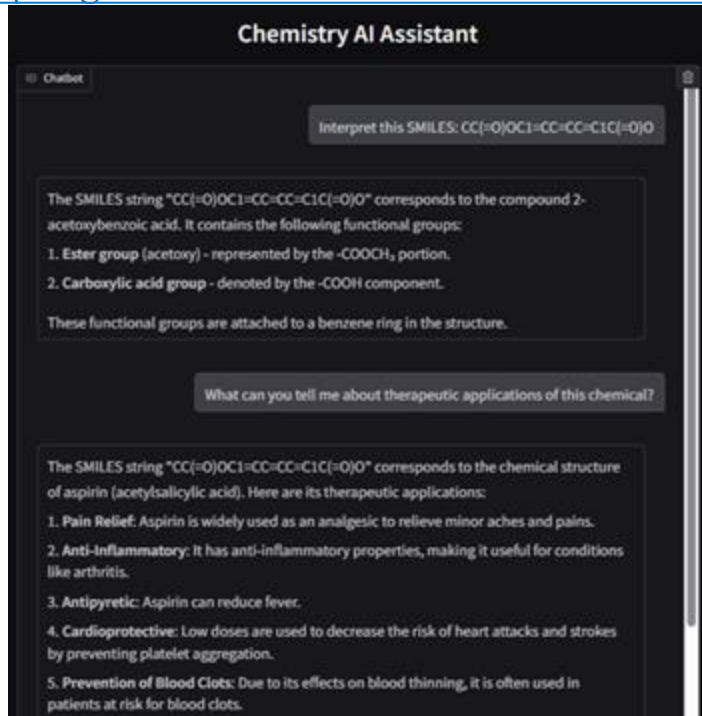 Chemistry AI Assistant
Chatbot
Interpret this SMILES: CC(=O)OC1=CC=CC=C1C(=O)O
The SMILES string "CC(=O)OC1=CC=CC=C1C(=O)O" corresponds to the compound 2-
acetoxybenzoic acid. It contains the following functional groups:
1. Ester group (acetoxy) - represented by the -COOCH₃ portion.
2. Carboxylic acid group - denoted by the -COOH component.
These functional groups are attached to a benzene ring in the structure.
What can you tell me about therapeutic applications of this chemical?
The SMILES string "CC(=O)OC1=CC=CC=C1C(=O)O" corresponds to the chemical structure
of aspirin (acetylsalicylic acid). Here are its therapeutic applications:
1. Pain Relief: Aspirin is widely used as an analgesic to relieve minor aches and pains.
2. Anti-Inflammatory: It has anti-inflammatory properties, making it useful for conditions
like arthritis.
3. Antipyretic: Aspirin can reduce fever.
4. Cardioprotective: Low doses are used to decrease the risk of heart attacks and strokes
by preventing platelet aggregation.
5. Prevention of Blood Clots: Due to its effects on blood thinning, it is often used in
patients at risk for blood clots.